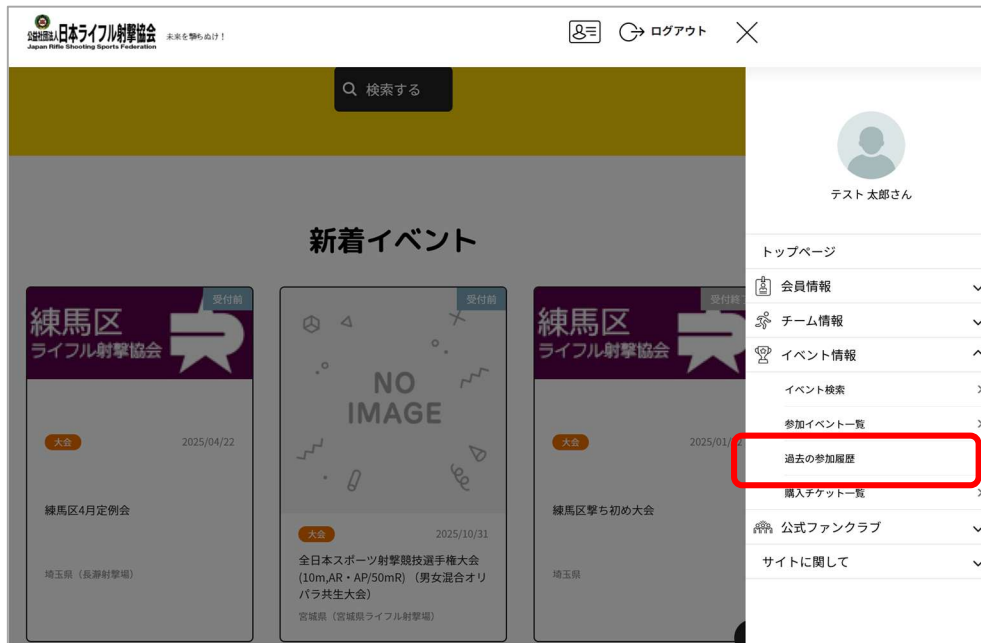 公益社団法人日本ライフル射撃協会
Japan Rifle Shooting Sports Federation
未来を撃ちぬけ！
ログアウト
検索する
テスト 太郎さん
新着イベント
トップページ
会員情報
チーム情報
イベント情報
イベント検索
参加イベント一覧
過去の参加履歴
購入チケット一覧
公式ファンクラブ
サイトに関して
受付前
練馬区
ライフル射撃協会
大会
2025/04/22
練馬区4月定例会
埼玉県（長瀞射撃場）
受付前
NO
IMAGE
大会
2025/10/31
全日本スポーツ射撃競技選手権大会
(10m,AR・AP/50mR) （男女混合オリ
パラ共生大会）
宮城県（宮城県ライフル射撃場）
受付終
練馬区
ライフル射撃協会
大会
2025/01/
練馬区撃ち初め大会
埼玉県